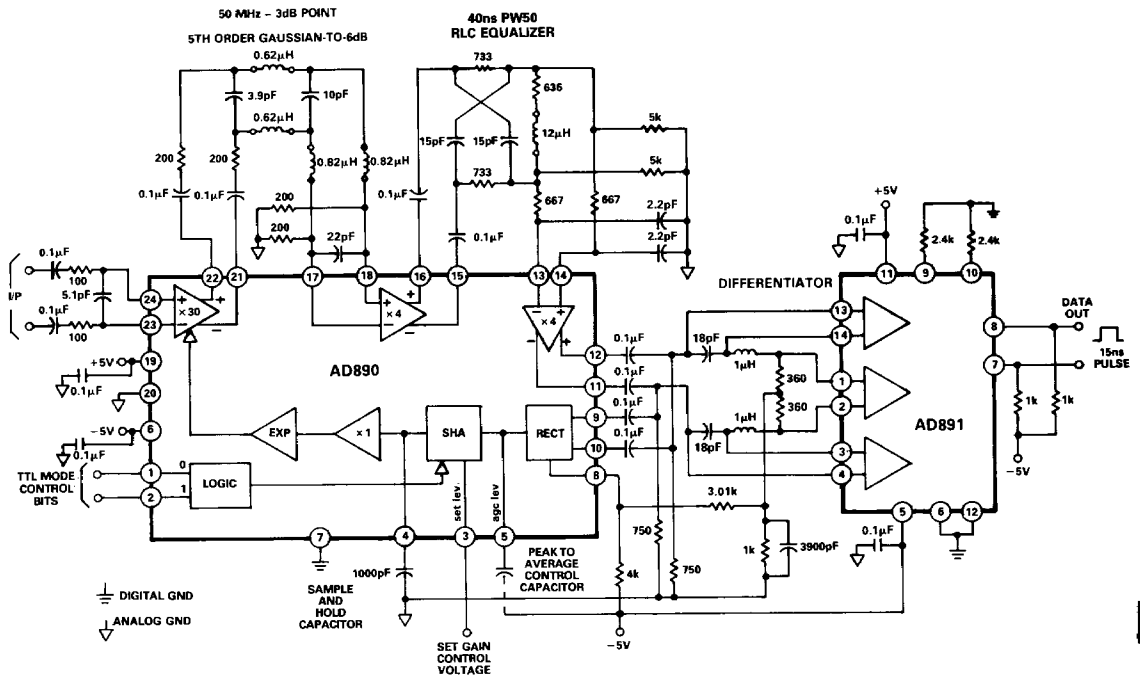 50 MHz – 3dB POINT
5TH ORDER GAUSSIAN-TO-6dB
0.62µH
3.9pF
10pF
0.62µH
200
200
0.82µH
0.82µH
0.1µF
0.1µF
200
200
22pF
40ns PW50
RLC EQUALIZER
733
636
15pF
15pF
12µH
733
0.1µF
0.1µF
667
667
5k
5k
2.2pF
2.2pF
+5V
0.1µF
2.4k
2.4k
I/P
0.1µF
100
5.1pF
0.1µF
100
22
21
17
18
16
15
13
14
24
23
+
×30
+
–
–
+
×4
+
–
–
×4
–
+
+5V
19
0.1µF
20
–5V
6
0.1µF
TTL MODE
CONTROL
BITS
1
0
2
1
LOGIC
AD890
EXP
×1
SHA
RECT
set lev.
agc lev
12
11
9
10
8
0.1µF
0.1µF
0.1µF
0.1µF
7
4
3
5
1000pF
SAMPLE
AND
HOLD
CAPACITOR
PEAK TO
AVERAGE
CONTROL
CAPACITOR
SET GAIN
CONTROL
VOLTAGE
DIGITAL GND
ANALOG GND
4k
–5V
750
750
3.01k
1k
3900pF
18pF
1µH
360
360
1µH
18pF
DIFFERENTIATOR
11
9
10
13
14
1
2
3
4
8
7
5
6
12
AD891
0.1µF
DATA
OUT
15ns
PULSE
1k
1k
–5V